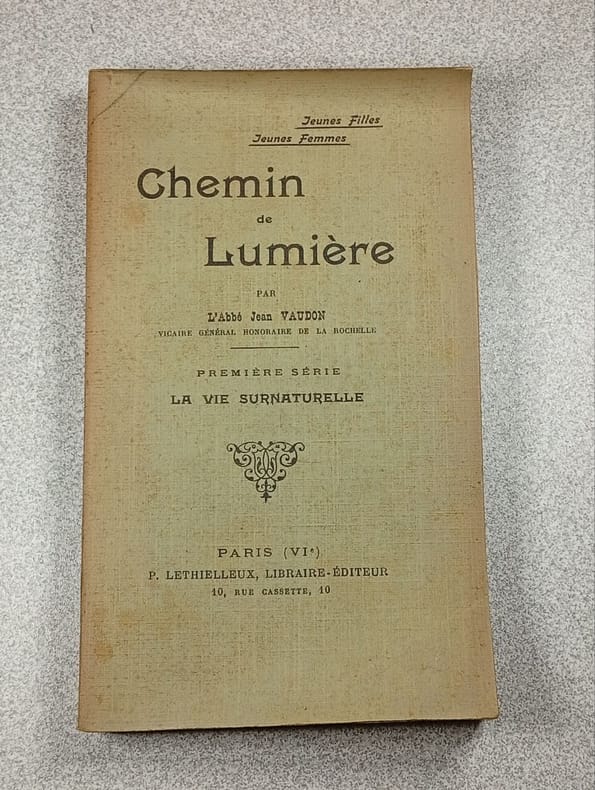 Jeunes Filles
Jeunes Femmes
Chemin
de
Lumière
PAR
L'Abbé Jean VAUDON
VICAIRE GÉNÉRAL HONORAIRE DE LA ROCHELLE
PREMIÈRE SÉRIE
LA VIE SURNATURELLE
PARIS (VIe)
P. LETHIELLEUX, LIBRAIRE-ÉDITEUR
10, RUE CASSETTE, 10